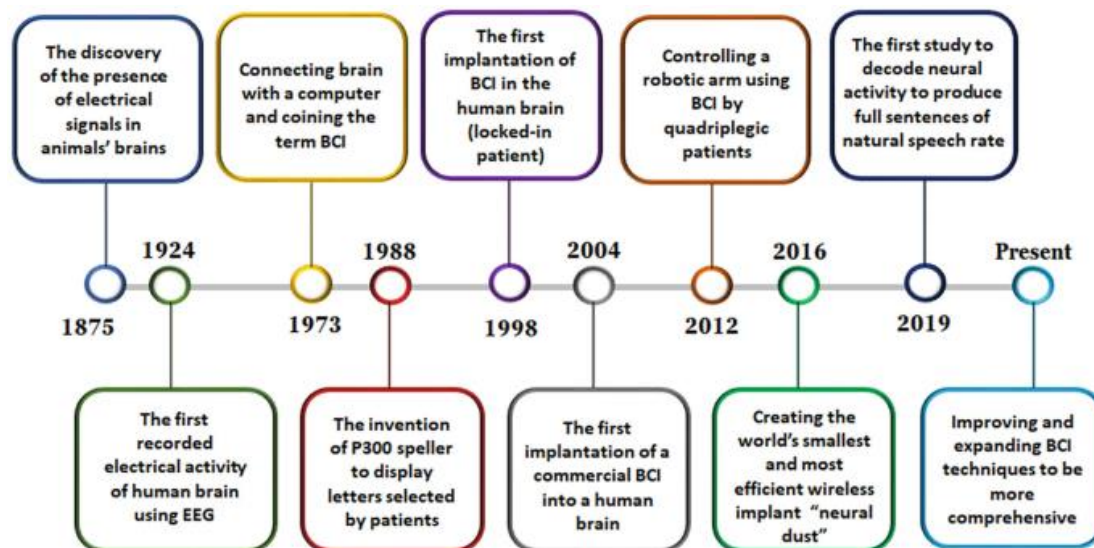 The discovery
of the presence
of electrical
signals in
animals' brains
Connecting brain
with a computer
and coining the
term BCI
The first
implantation of
BCI in the
human brain
(locked-in
patient)
Controlling a
robotic arm using
BCI by
quadriplegic
patients
The first study to
decode neural
activity to produce
full sentences of
natural speech rate
1924
1988
2004
2016
Present
1875
1973
1998
2012
2019
The first
recorded
electrical activity
of human brain
using EEG
The invention
of P300 speller
to display
letters selected
by patients
The first
implantation of a
commercial BCI
into a human
brain
Creating the
world's smallest
and most
efficient wireless
implant "neural
dust"
Improving and
expanding BCI
techniques to be
more
comprehensive